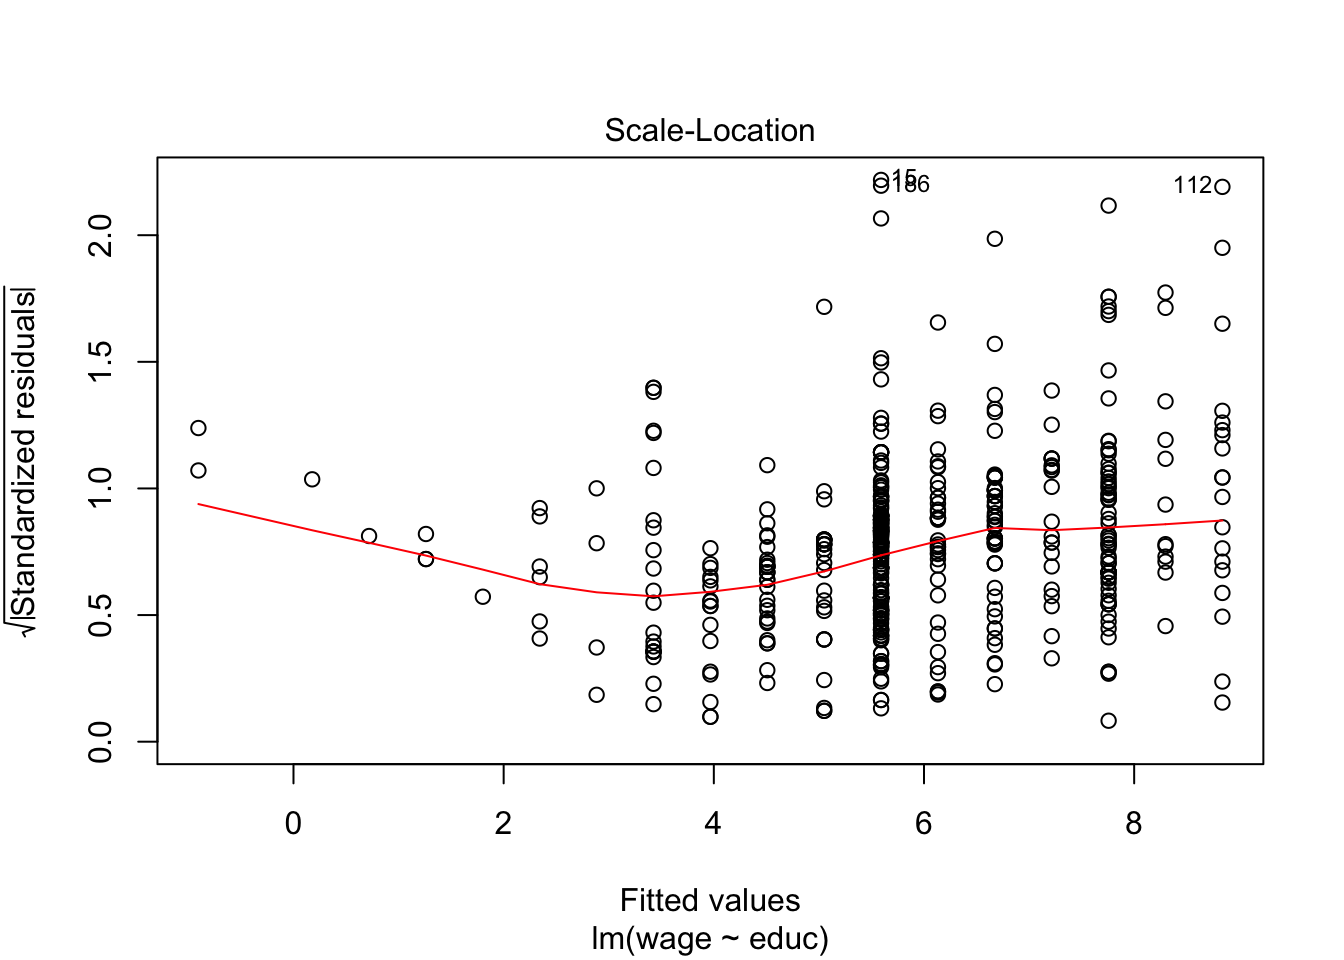 Scale-Location
√|Standardized residuals|
2.0
1.5
1.0
0.5
0.0
15
186
112
0 2 4 6 8
Fitted values
lm(wage ~ educ)